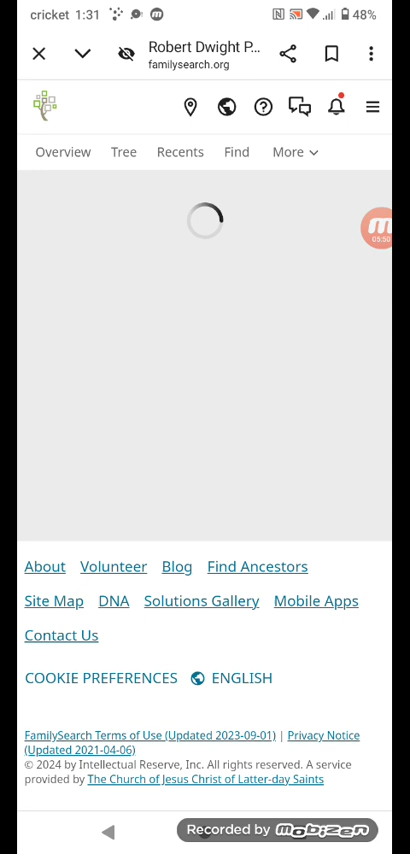 cricket 1:31 48%
Robert Dwight P...
familysearch.org
Overview Tree Recents Find More
05:50
About Volunteer Blog Find Ancestors
Site Map DNA Solutions Gallery Mobile Apps
Contact Us
COOKIE PREFERENCES ENGLISH
FamilySearch Terms of Use (Updated 2023-09-01) | Privacy Notice
(Updated 2021-04-06)
© 2024 by Intellectual Reserve, Inc. All rights reserved. A service
provided by The Church of Jesus Christ of Latter-day Saints
Recorded by mobizen